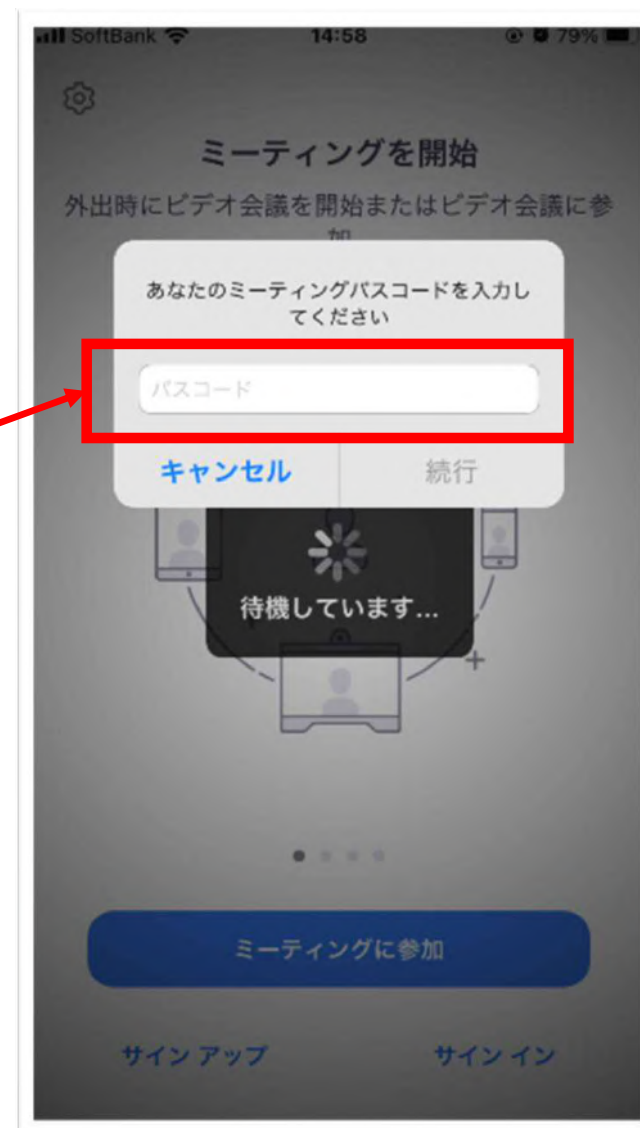 SoftBank 14:58 79%
ミーティングを開始
外出時にビデオ会議を開始またはビデオ会議に参
加
あなたのミーティングパスコードを入力し
てください
パスコード
キャンセル 続行
待機しています...
ミーティングに参加
サイン アップ サイン イン